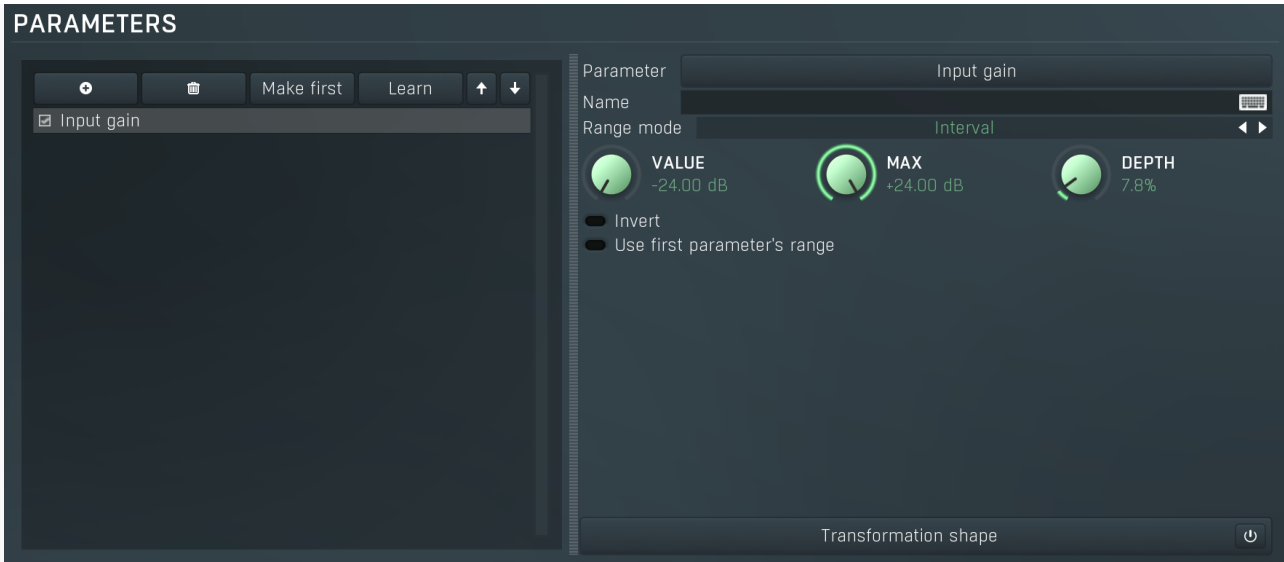 PARAMETERS
Make first
Learn
Input gain
Parameter
Input gain
Name
Range mode
Interval
VALUE
-24.00 dB
MAX
+24.00 dB
DEPTH
7.8%
Invert
Use first parameter's range
Transformation shape